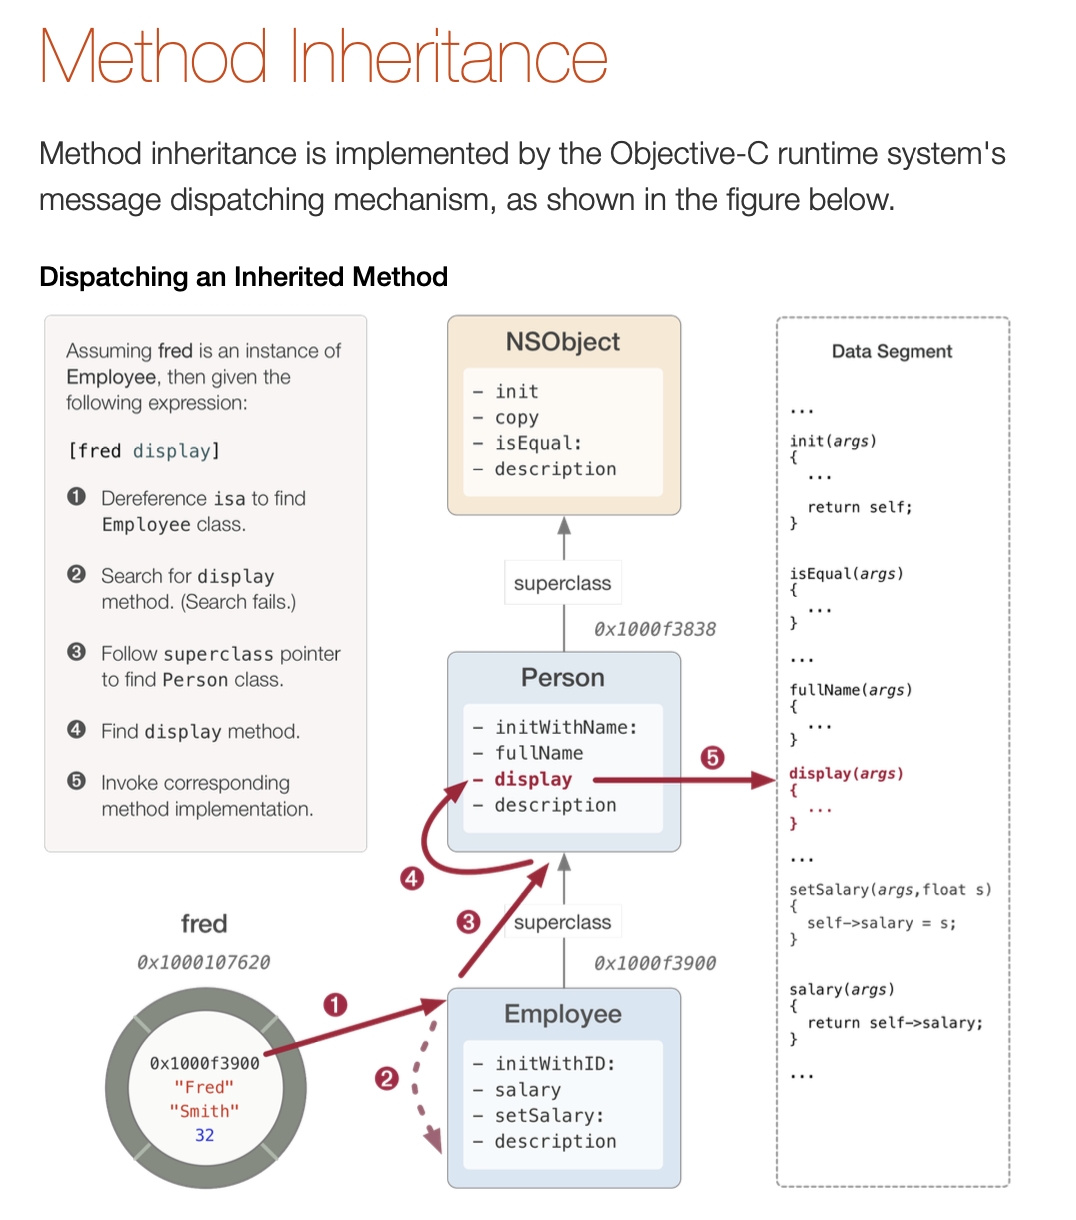 Method Inheritance
Method inheritance is implemented by the Objective-C runtime system's
message dispatching mechanism, as shown in the figure below.
Dispatching an Inherited Method
Assuming fred is an instance of
Employee, then given the
following expression:
[fred display]
❶ Dereference isa to find
Employee class.
❷ Search for display
method. (Search fails.)
❸ Follow superclass pointer
to find Person class.
❹ Find display method.
❺ Invoke corresponding
method implementation.
fred
0x1000107620
0x1000f3900
"Fred"
"Smith"
32
❶
❷
❸
❹
❺
NSObject
- init
- copy
- isEqual:
- description
superclass
0x1000f3838
Person
- initWithName:
- fullName
- display
- description
superclass
0x1000f3900
Employee
- initWithID:
- salary
- setSalary:
- description
Data Segment
...
init(args)
{
...
return self;
}
isEqual(args)
{
...
}
...
fullName(args)
{
...
}
display(args)
{
...
}
...
setSalary(args,float s)
{
self->salary = s;
}
salary(args)
{
return self->salary;
}
...